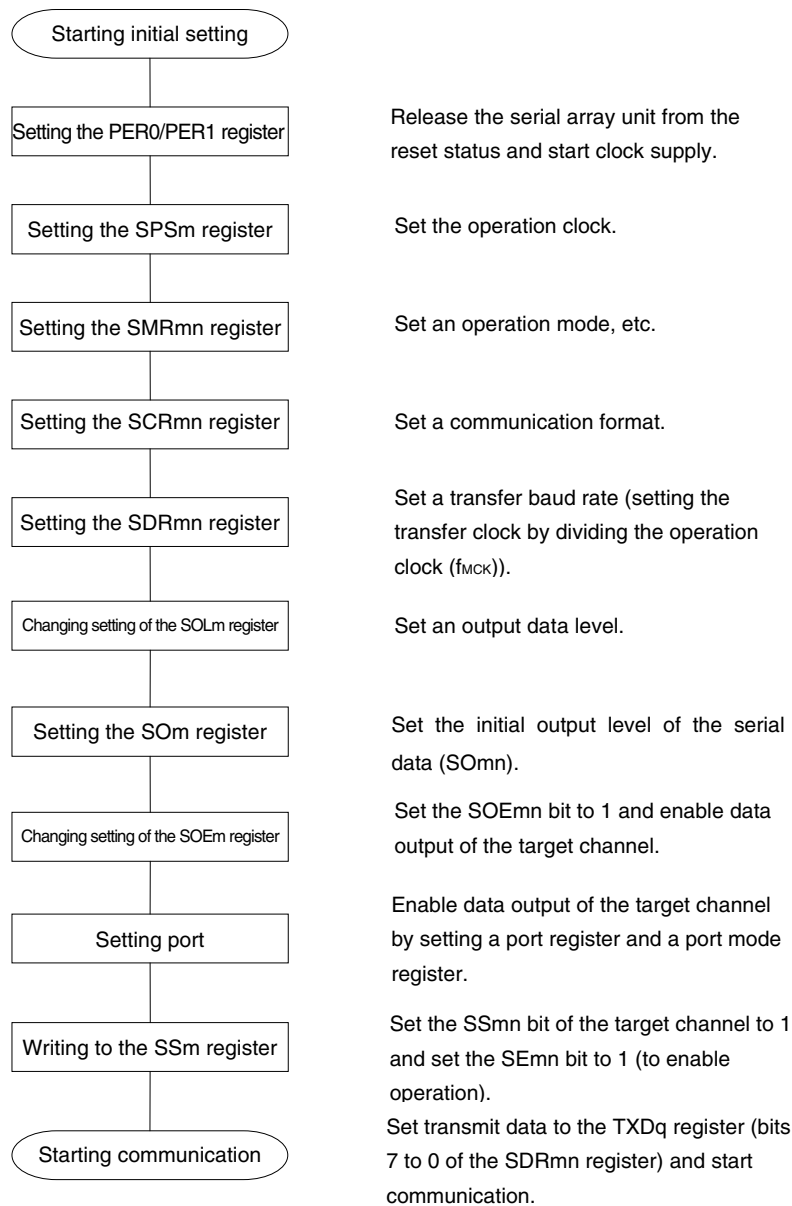 Starting initial setting
Setting the PER0/PER1 register
Release the serial array unit from the
reset status and start clock supply.
Setting the SPSm register
Set the operation clock.
Setting the SMRmn register
Set an operation mode, etc.
Setting the SCRmn register
Set a communication format.
Setting the SDRmn register
Set a transfer baud rate (setting the
transfer clock by dividing the operation
clock (fMCK)).
Changing setting of the SOLm register
Set an output data level.
Setting the SOm register
Set the initial output level of the serial
data (SOmn).
Changing setting of the SOEm register
Set the SOEmn bit to 1 and enable data
output of the target channel.
Setting port
Enable data output of the target channel
by setting a port register and a port mode
register.
Writing to the SSm register
Set the SSmn bit of the target channel to 1
and set the SEmn bit to 1 (to enable
operation).
Starting communication
Set transmit data to the TXDq register (bits
7 to 0 of the SDRmn register) and start
communication.